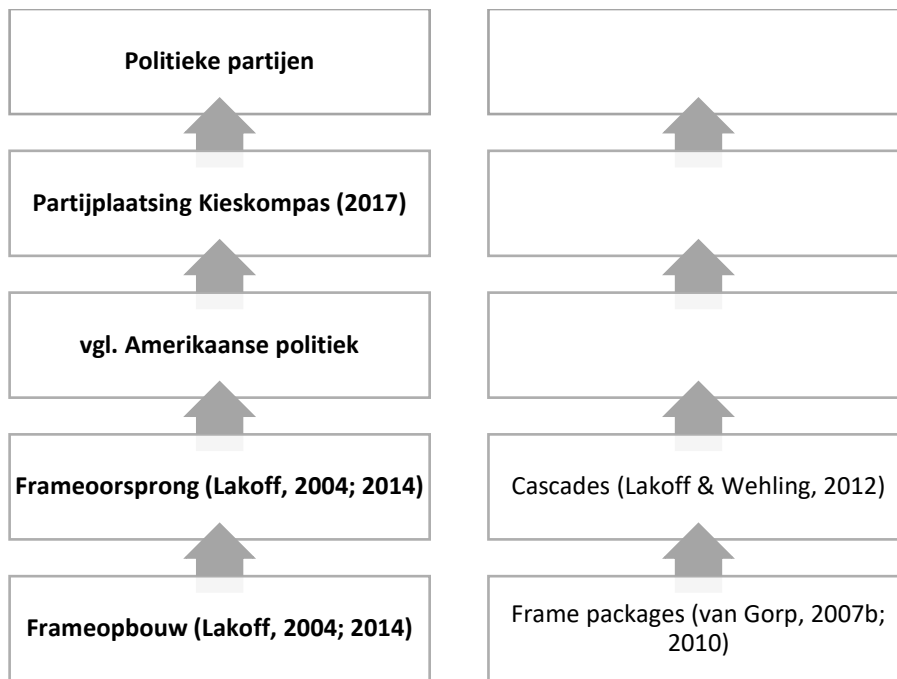 Politieke partijen
Partijplaatsing Kieskompas (2017)
vgl. Amerikaanse politiek
Frameoorsprong (Lakoff, 2004; 2014)
Cascades (Lakoff & Wehling, 2012)
Frameopbouw (Lakoff, 2004; 2014)
Frame packages (van Gorp, 2007b;
2010)